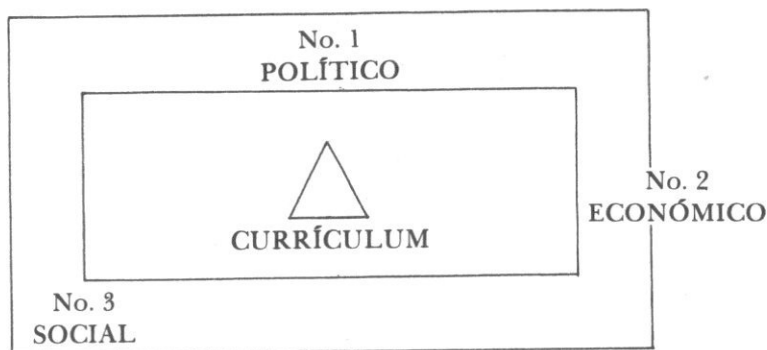 No. 1
POLÍTICO
No. 2
ECONÓMICO
CURRÍCULUM
No. 3
SOCIAL